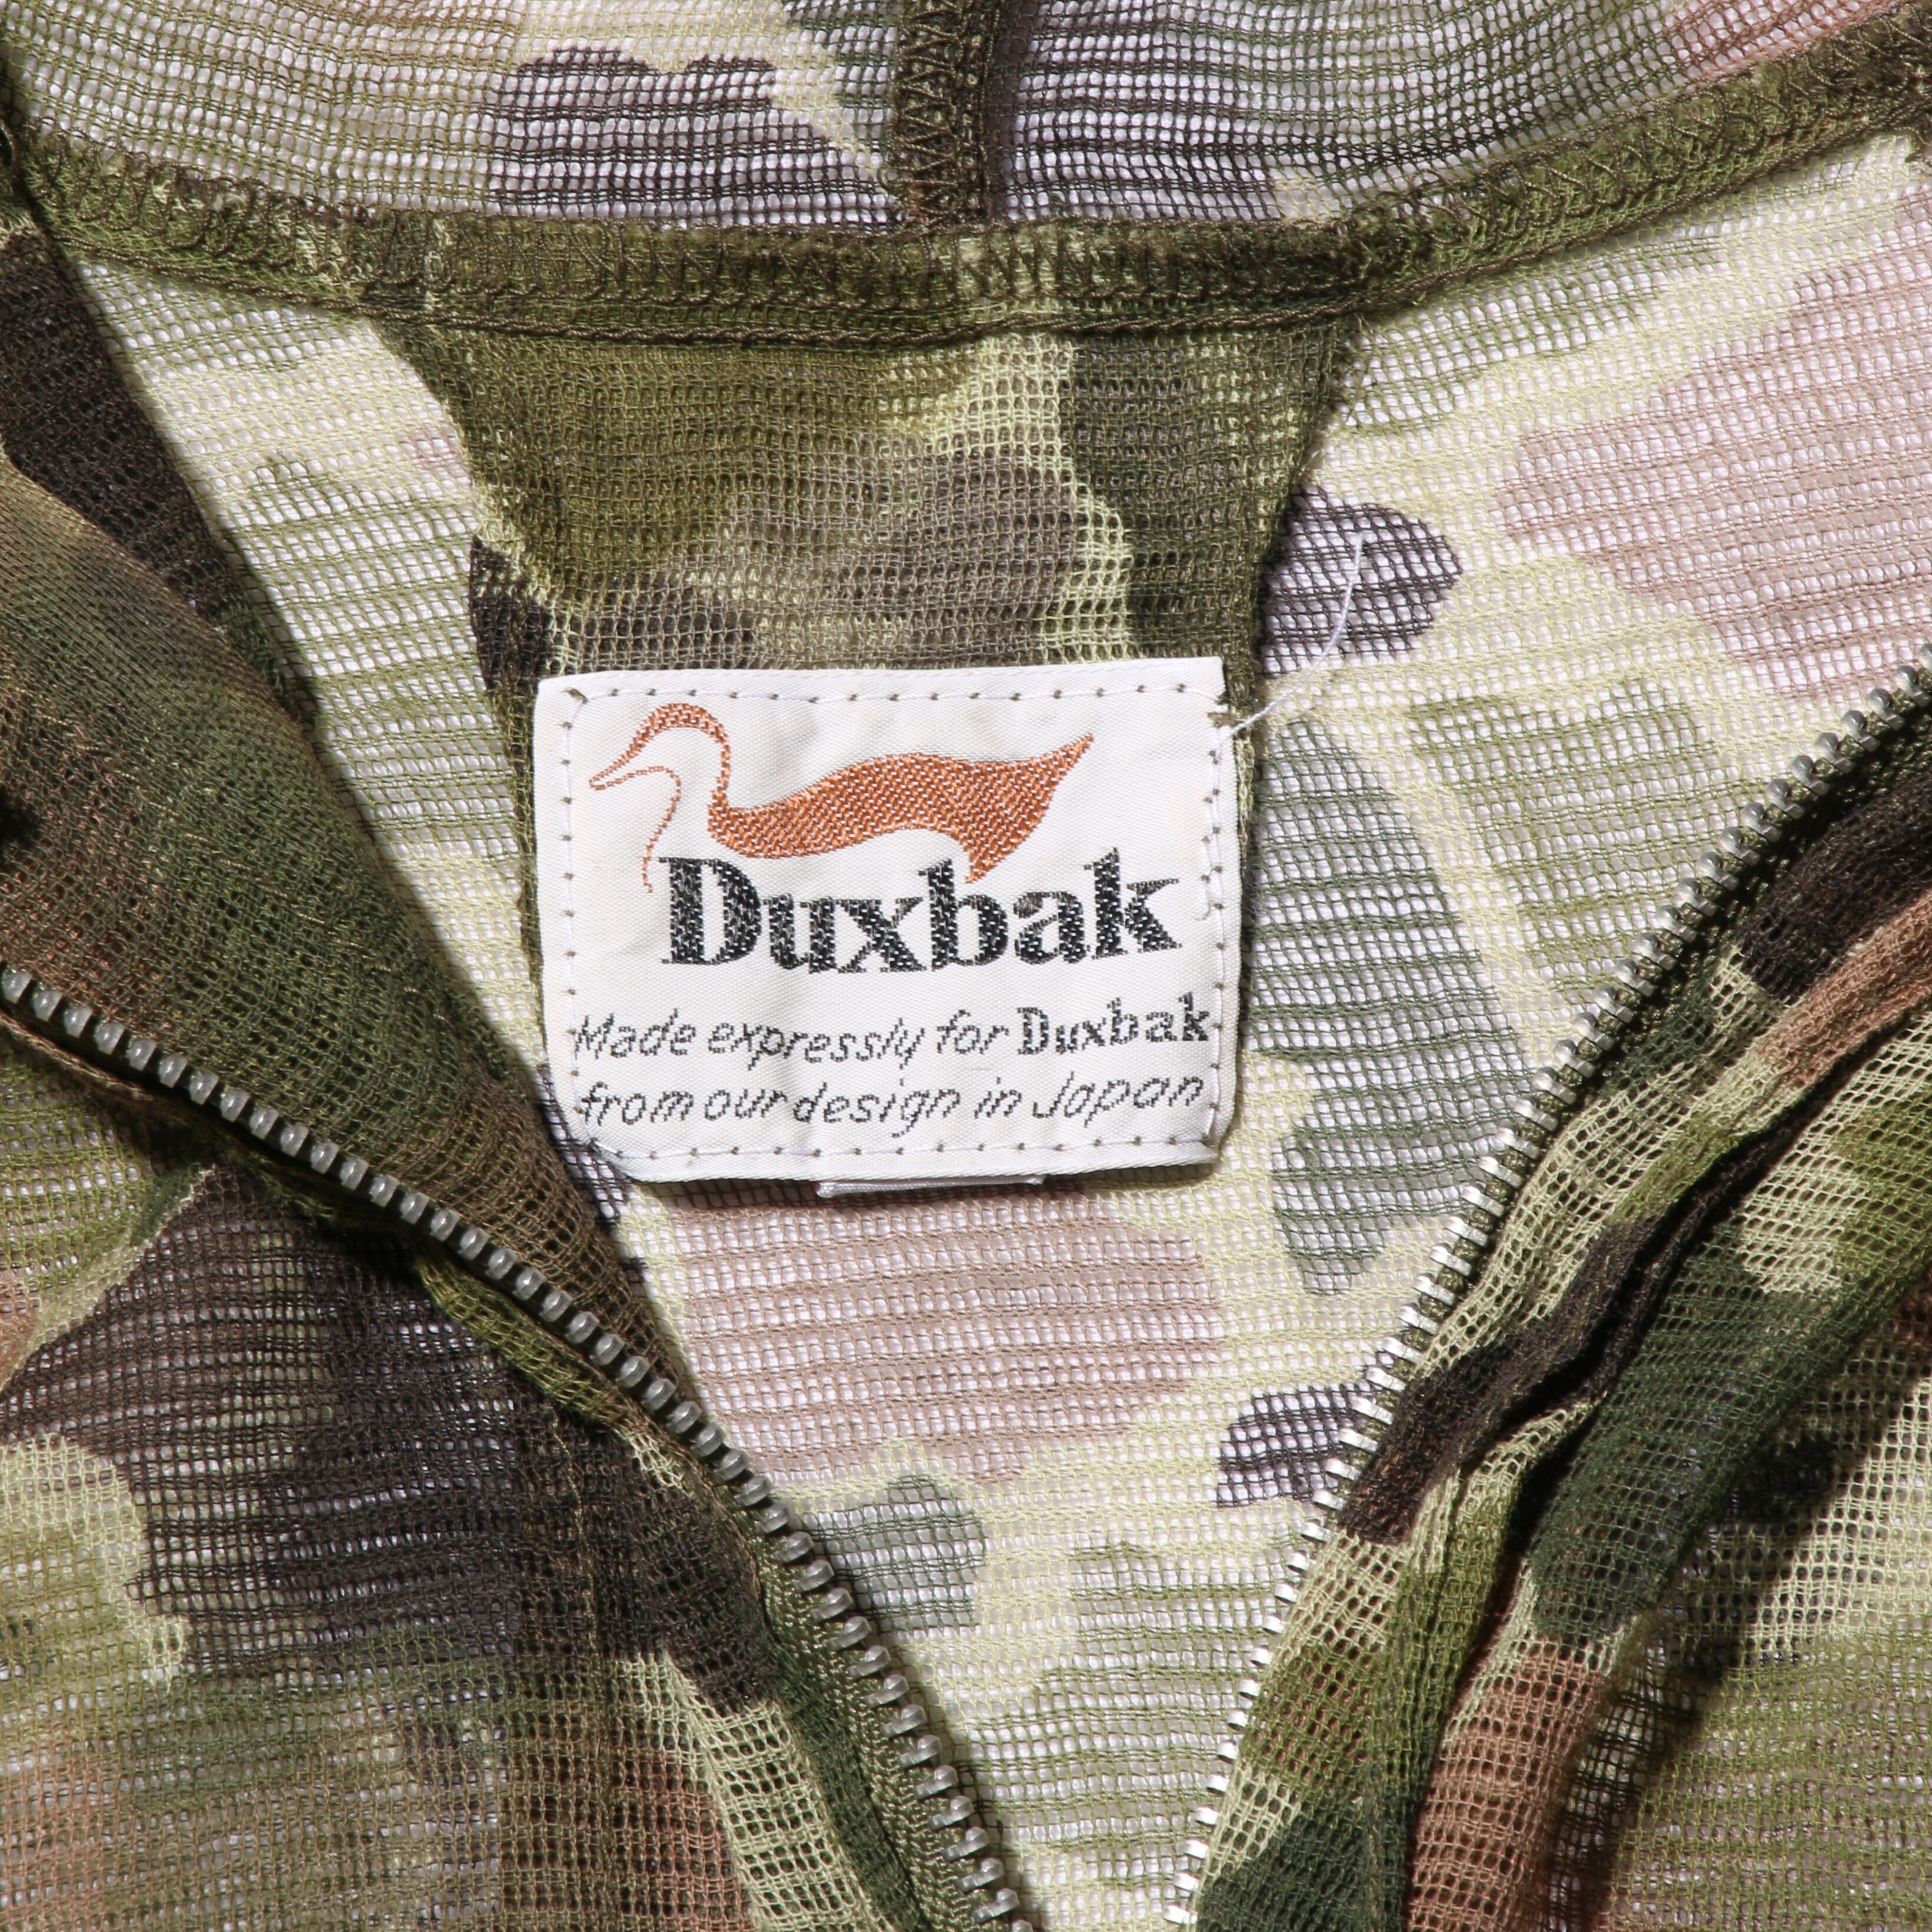 Duxbak
Made expressly for Duxbak
from our design in Japan